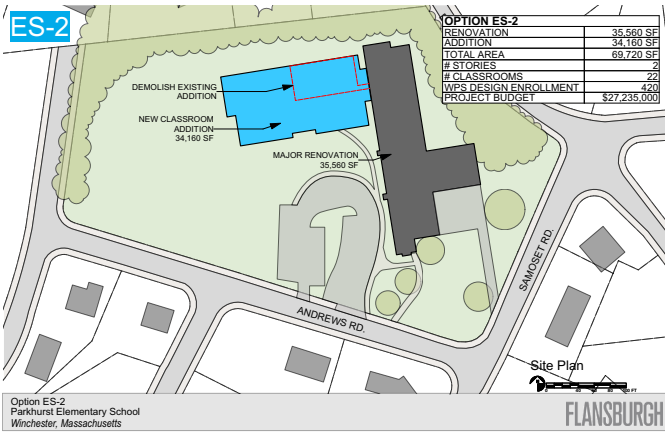 ES-2
OPTION ES-2
RENOVATION 35,560 SF
ADDITION 34,160 SF
TOTAL AREA 69,720 SF
# STORIES 2
# CLASSROOMS 22
WPS DESIGN ENROLLMENT 420
PROJECT BUDGET $27,235,000
DEMOLISH EXISTING
ADDITION
NEW CLASSROOM
ADDITION
34,160 SF
MAJOR RENOVATION
35,560 SF
SAMOSET RD.
ANDREWS RD.
Site Plan
Option ES-2
Parkhurst Elementary School
Winchester, Massachusetts
FLANSBURGH